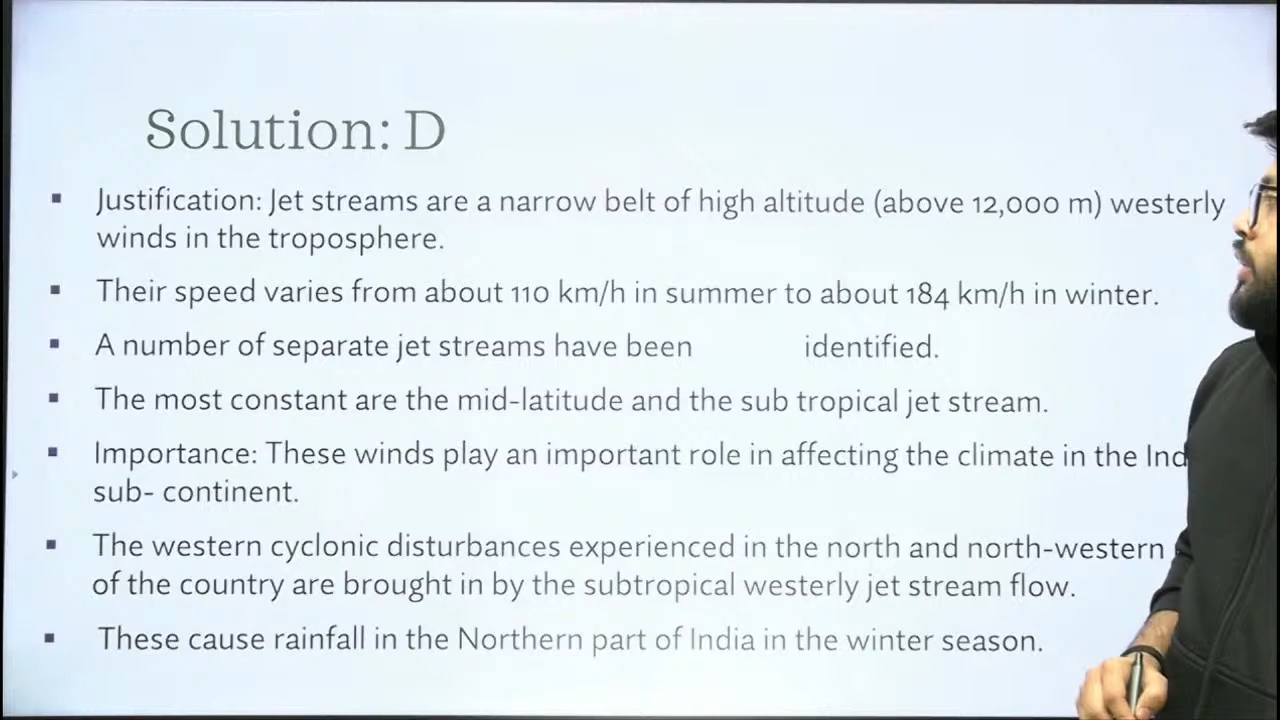 Solution: D
▪ Justification: Jet streams are a narrow belt of high altitude (above 12,000 m) westerly
winds in the troposphere.
▪ Their speed varies from about 110 km/h in summer to about 184 km/h in winter.
▪ A number of separate jet streams have been identified.
▪ The most constant are the mid-latitude and the sub tropical jet stream.
▪ Importance: These winds play an important role in affecting the climate in the
sub- continent.
▪ The western cyclonic disturbances experienced in the north and north-western
of the country are brought in by the subtropical westerly jet stream flow.
▪ These cause rainfall in the Northern part of India in the winter season.